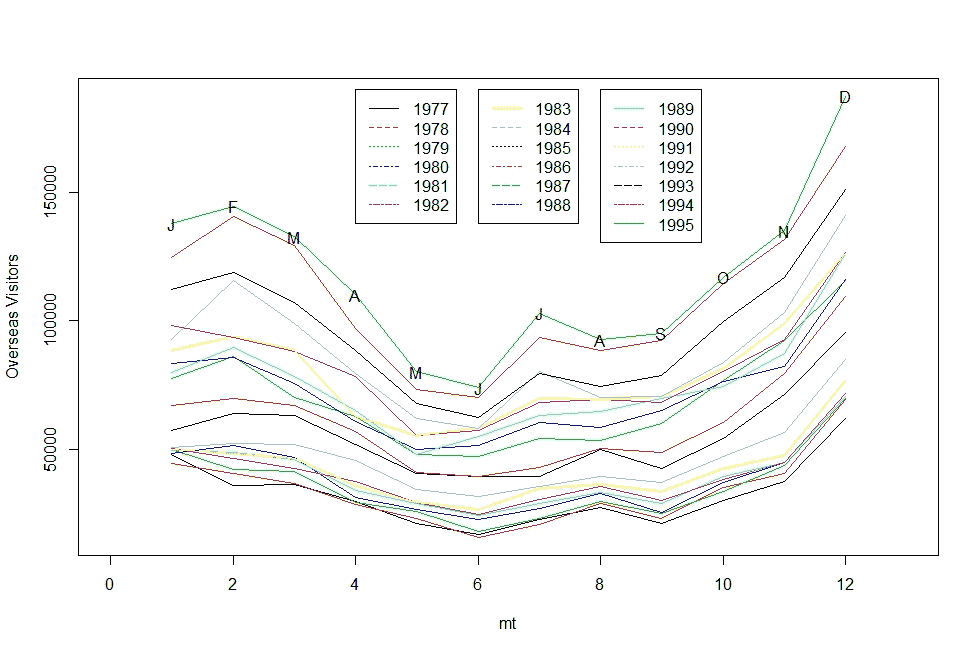 1977 1983 1989
1978 1984 1990
1979 1985 1991
1980 1986 1992
1981 1987 1993
1982 1988 1994
1995
D
J F M A M J J A S O N
Overseas Visitors
50000 100000 150000
0 2 4 6 8 10 12
mt